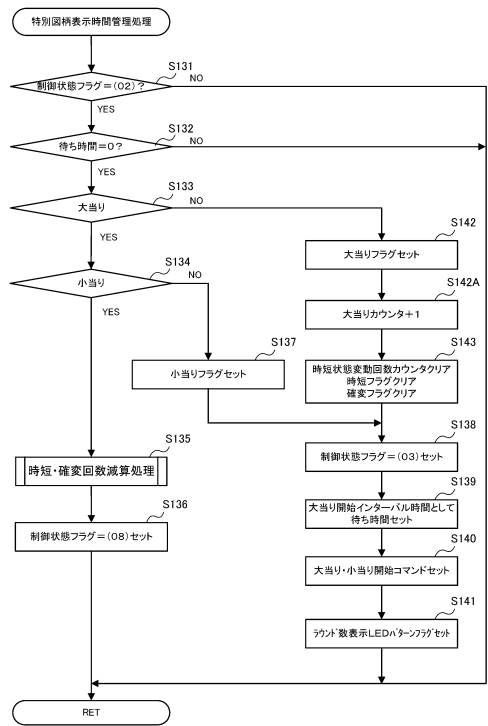 特別図柄表示時間管理処理
S131
制御状態フラグ=(02)?
NO
YES
S132
待ち時間=0?
NO
YES
S133
大当り
NO
YES
S142
大当りフラグセット
S134
小当り
NO
YES
S142A
大当りカウンタ+1
S137
小当りフラグセット
S143
時短状態変動回数カウンタクリア
時短フラグクリア
確変フラグクリア
S138
制御状態フラグ=(03)セット
S135
時短・確変回数減算処理
S139
大当り開始インターバル時間として
待ち時間セット
S136
制御状態フラグ=(08)セット
S140
大当り・小当り開始コマンドセット
S141
ラウンド数表示LEDパターンフラグセット
RET